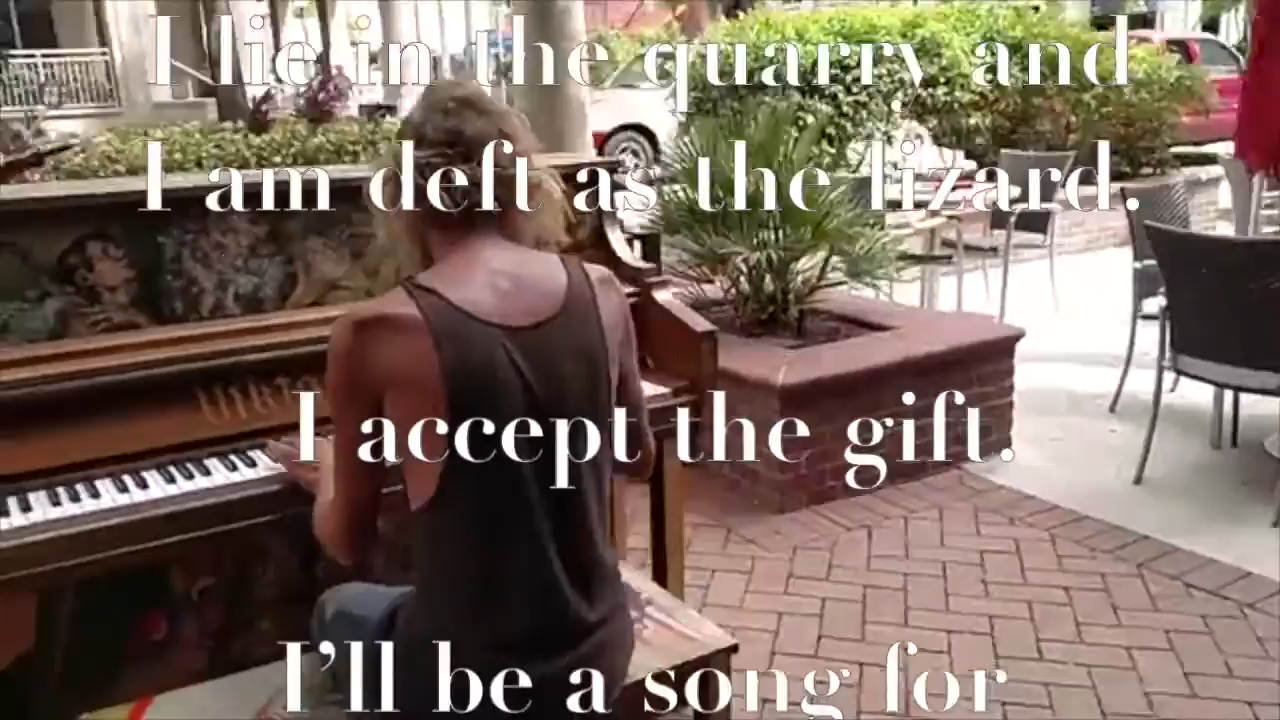 I lie in the quarry and
I am deft as the lizard.
I accept the gift.
I’ll be a song for